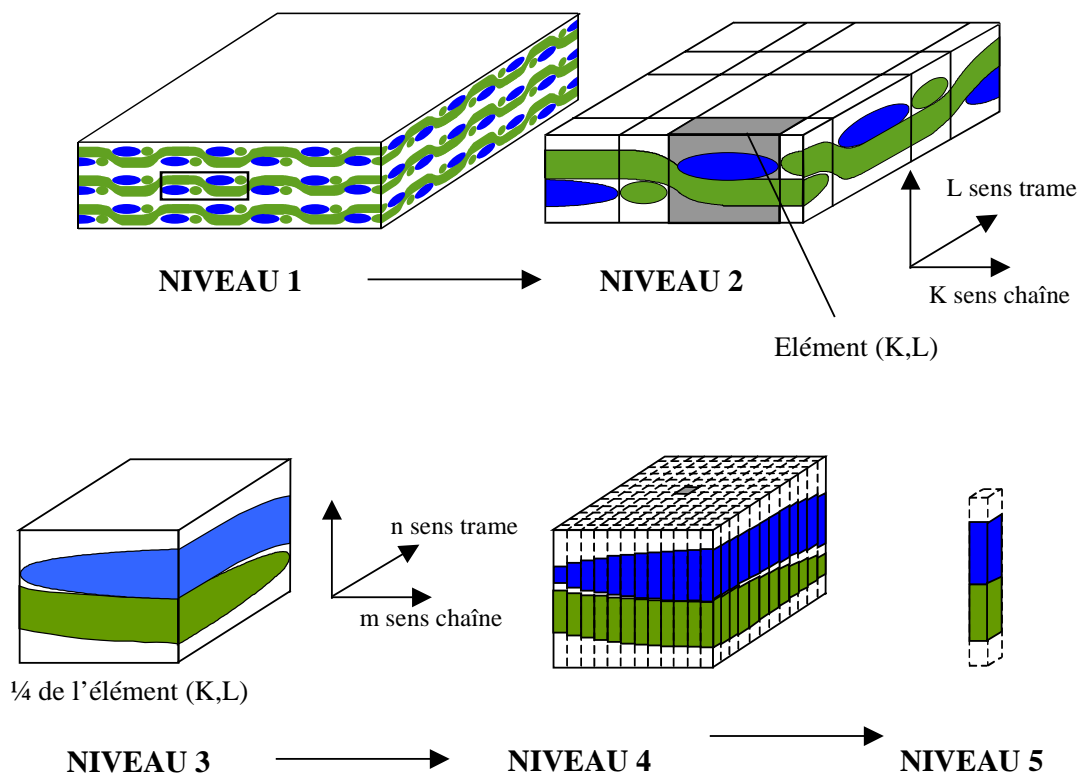 L sens trame
NIVEAU 1
NIVEAU 2
K sens chaîne
Elément (K,L)
n sens trame
m sens chaîne
¼ de l’élément (K,L)
NIVEAU 3
NIVEAU 4
NIVEAU 5